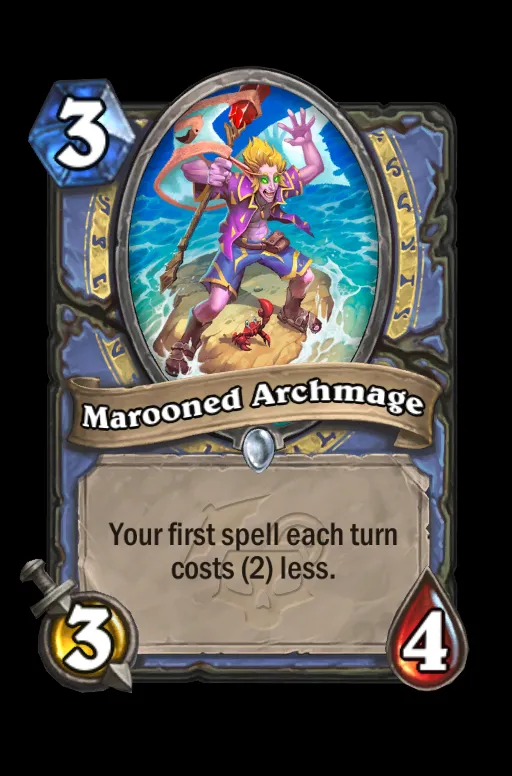 3
Marooned Archmage
Your first spell each turn
costs (2) less.
3
4